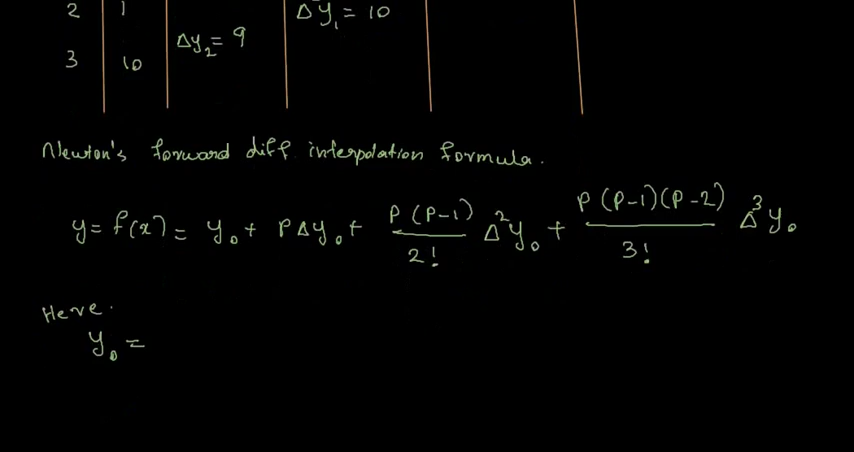 2 1 Δ²y₁ = 10
Δy₂ = 9
3 10
Newton's forward diff interpolation formula.
y = f(x) = y₀ + PΔy₀ + P(P-1)/2! Δ²y₀ + P(P-1)(P-2)/3! Δ³y₀
Here.
y₀ =